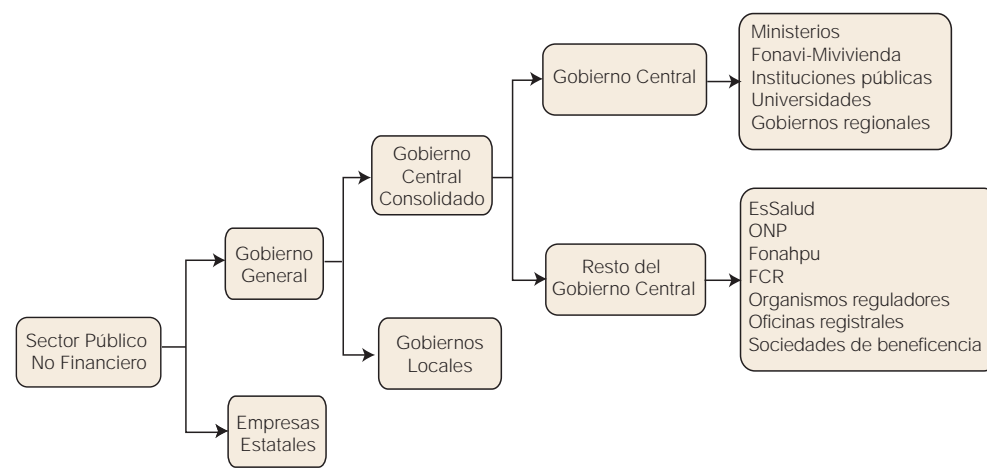 Sector Público
No Financiero
Gobierno
General
Empresas
Estatales
Gobierno
Central
Consolidado
Gobiernos
Locales
Gobierno Central
Resto del
Gobierno Central
Ministerios
Fonavi-Mivivienda
Instituciones públicas
Universidades
Gobiernos regionales
EsSalud
ONP
Fonahpu
FCR
Organismos reguladores
Oficinas registrales
Sociedades de beneficencia